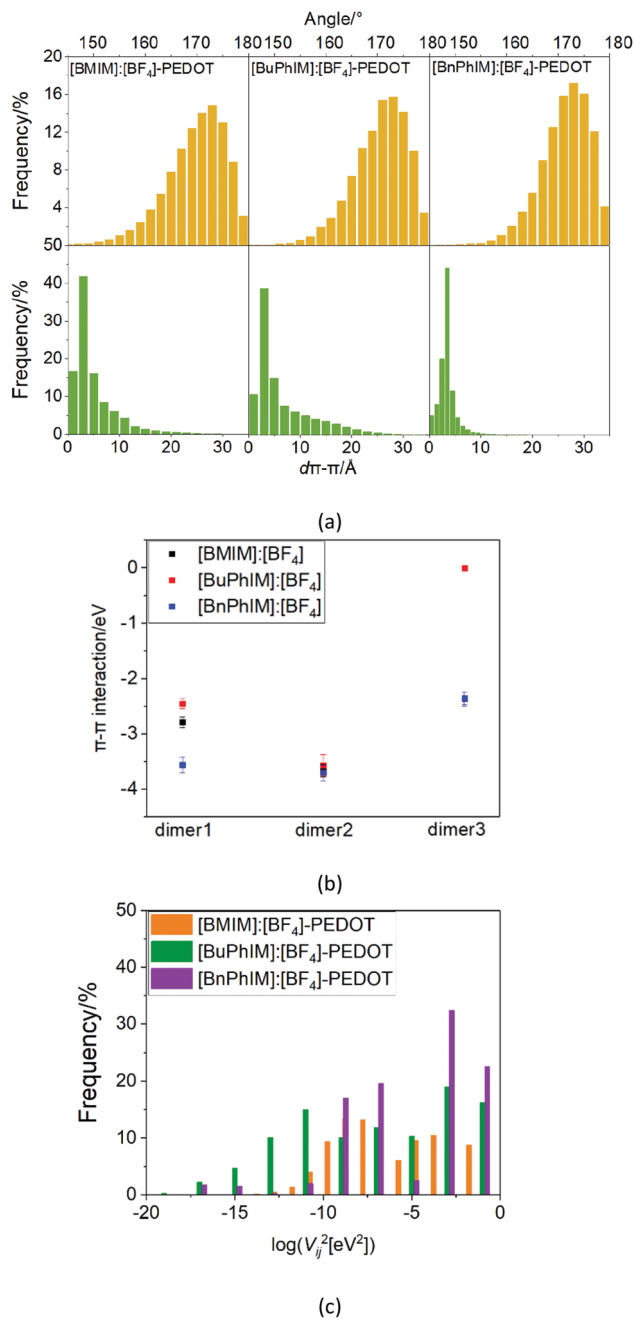 Angle/°
150 160 170 180 150 160 170 180 150 160 170 180
[BMIM]:[BF4]-PEDOT [BuPhIM]:[BF4]-PEDOT [BnPhIM]:[BF4]-PEDOT
Frequency/%
20
16
12
8
4
50
Frequency/%
40
30
20
10
0
0 10 20 30 0 10 20 30 0 10 20 30
dπ-π/Å
(a)
[BMIM]:[BF4]
[BuPhIM]:[BF4]
[BnPhIM]:[BF4]
π-π interaction/eV
0
-1
-2
-3
-4
dimer1 dimer2 dimer3
(b)
[BMIM]:[BF4]-PEDOT
[BuPhIM]:[BF4]-PEDOT
[BnPhIM]:[BF4]-PEDOT
Frequency/%
50
40
30
20
10
0
-20 -15 -10 -5 0
log(Vij²[eV²])
(c)